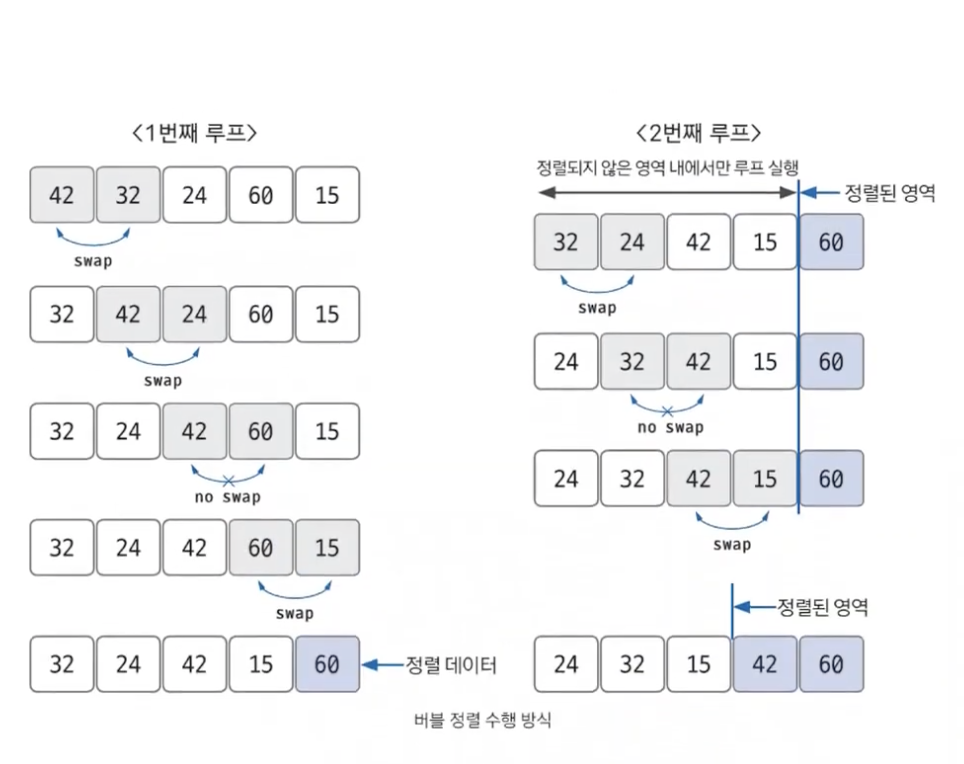 <1번째 루프>
42 32 24 60 15
swap
32 42 24 60 15
swap
32 24 42 60 15
no swap
32 24 42 60 15
swap
32 24 42 15 60
정렬 데이터
<2번째 루프>
정렬되지 않은 영역 내에서만 루프 실행
정렬된 영역
32 24 42 15 60
swap
24 32 42 15 60
no swap
24 32 42 15 60
swap
정렬된 영역
24 32 15 42 60
버블 정렬 수행 방식